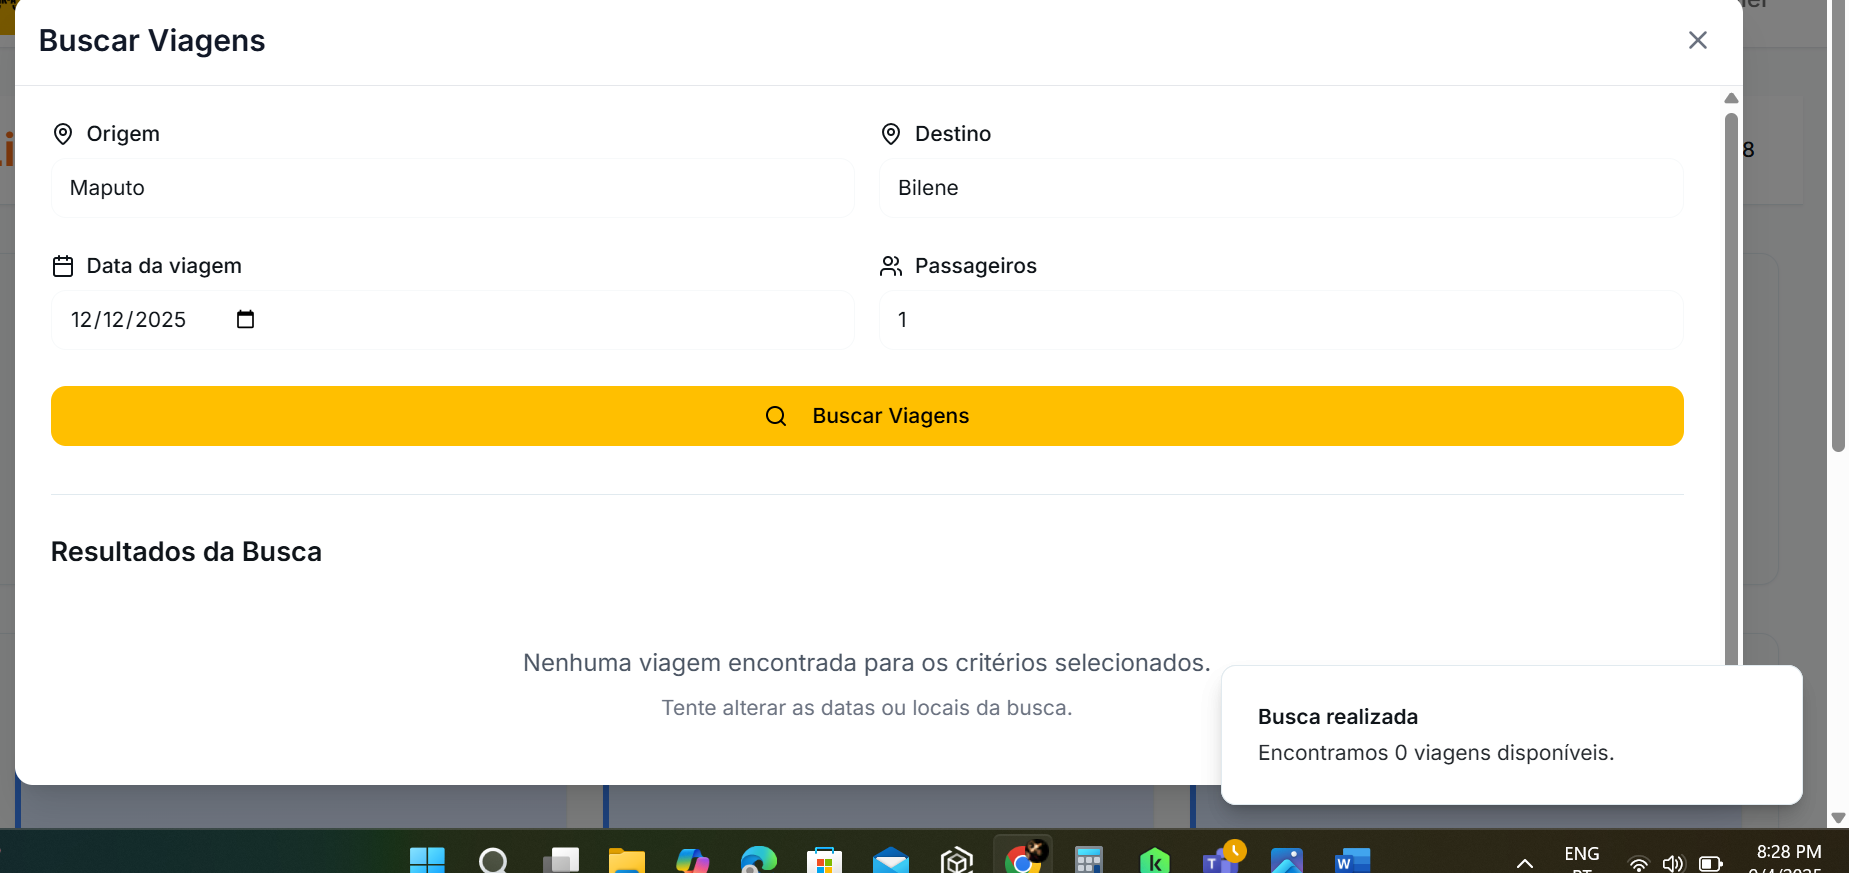 Buscar Viagens
Origem
Maputo
Destino
Bilene
Data da viagem
12/12/2025
Passageiros
1
Buscar Viagens
Resultados da Busca
Nenhuma viagem encontrada para os critérios selecionados.
Tente alterar as datas ou locais da busca.
Busca realizada
Encontramos 0 viagens disponíveis.
8
ENG
8:28 PM